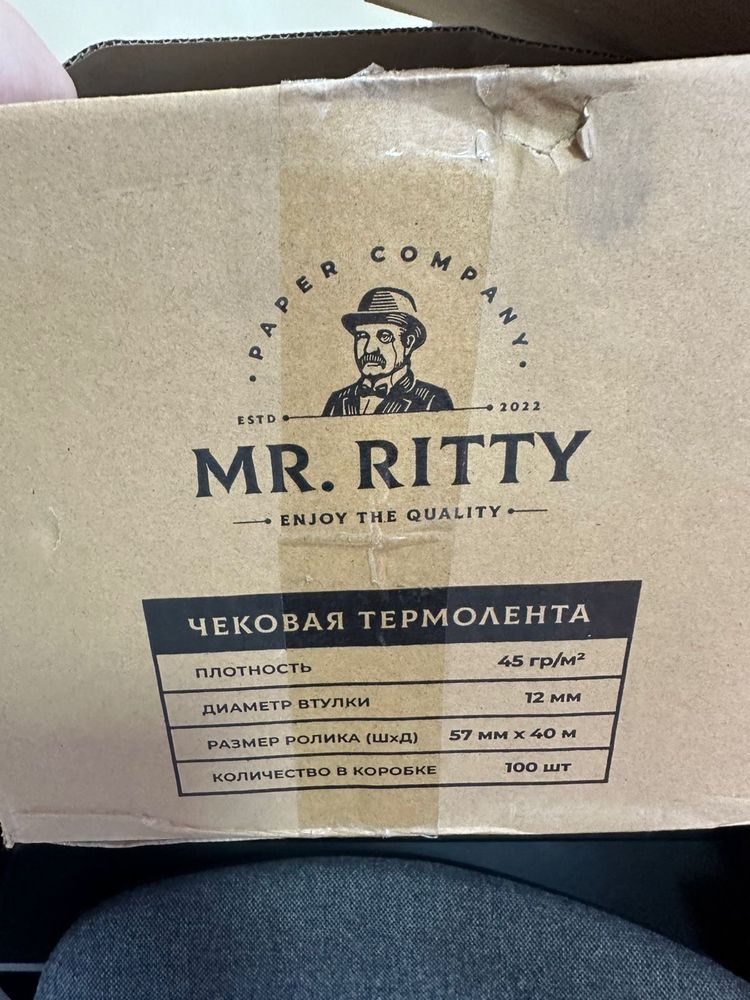 PAPER COMPANY
ESTD 2022
MR. RITTY
ENJOY THE QUALITY
ЧЕКОВАЯ ТЕРМОЛЕНТА
ПЛОТНОСТЬ 45 гр/м²
ДИАМЕТР ВТУЛКИ 12 мм
РАЗМЕР РОЛИКА (ШхД) 57 мм х 40 м
КОЛИЧЕСТВО В КОРОБКЕ 100 шт